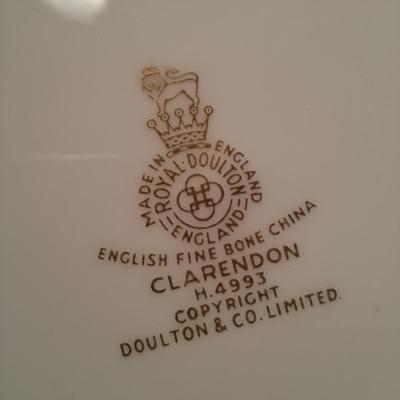 MADE IN ENGLAND
ROYAL·DOULTON
ENGLAND
ENGLISH FINE BONE CHINA
CLARENDON
H.4993
COPYRIGHT
DOULTON & CO. LIMITED.